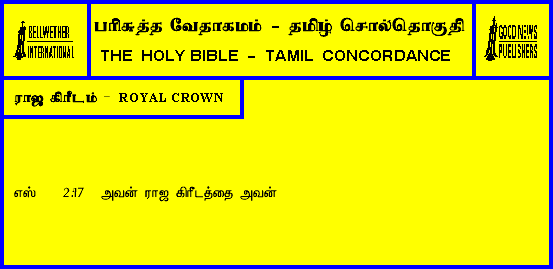 BELLWETHER
INTERNATIONAL
பரிசுத்த வேதாகமம் - தமிழ் சொல்தொகுதி
THE HOLY BIBLE - TAMIL CONCORDANCE
GOOD NEWS
PUBLISHERS
ராஜ கிரீடம் - ROYAL CROWN
எஸ் 2:17 அவன் ராஜ கிரீடத்தை அவன்